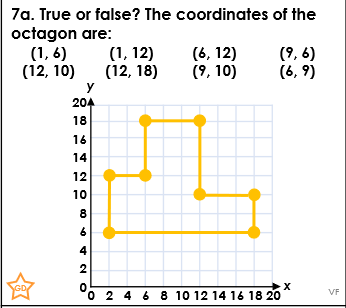 7a. True or false? The coordinates of the
octagon are:
(1, 6) (1, 12) (6, 12) (9, 6)
(12, 10) (12, 18) (9, 10) (6, 9)
y
20
18
16
14
12
10
8
6
4
2
0
0 2 4 6 8 10 12 14 16 18 20 x
GD
VF